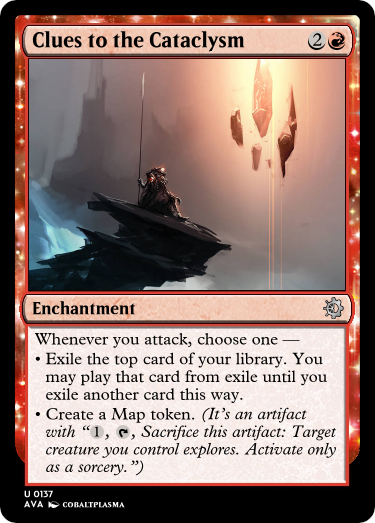 Clues to the Cataclysm 2
Enchantment
Whenever you attack, choose one —
• Exile the top card of your library. You
may play that card from exile until you
exile another card this way.
• Create a Map token. (It's an artifact
with “1, , Sacrifice this artifact: Target
creature you control explores. Activate only
as a sorcery.”)
U 0137
AVA COBALTPLASMA